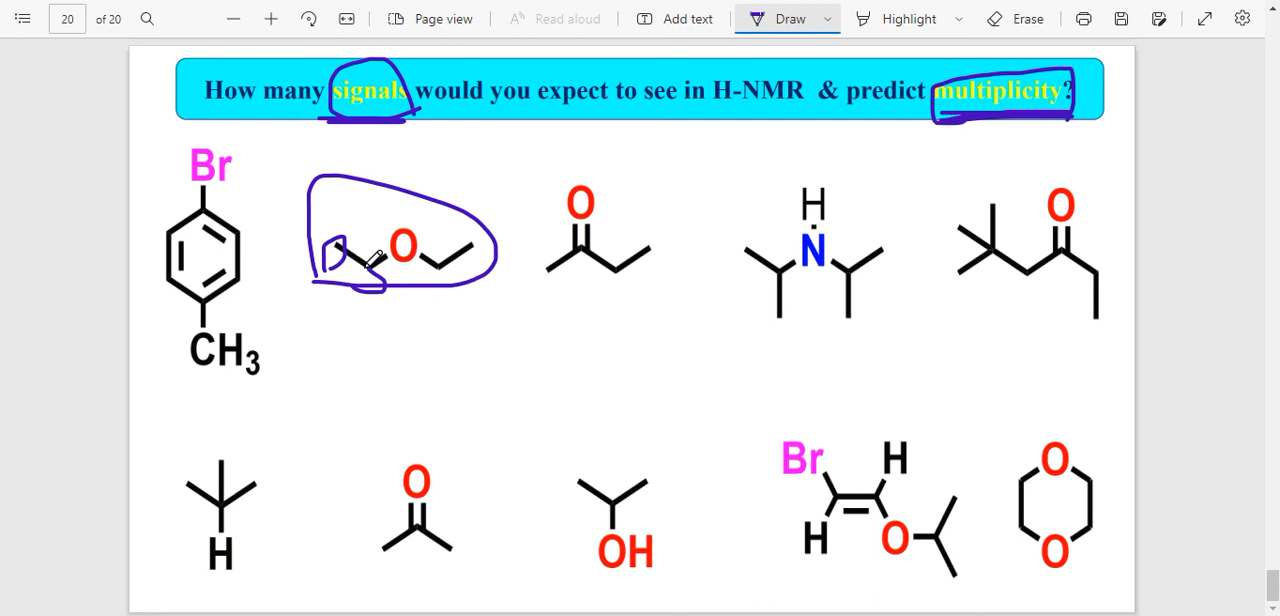 20 of 20 Page view Read aloud Add text Draw Highlight Erase
How many signals would you expect to see in H-NMR & predict multiplicity?
Br
CH3
O
O
H
N
O
H
O
OH
Br H
H O
O
O